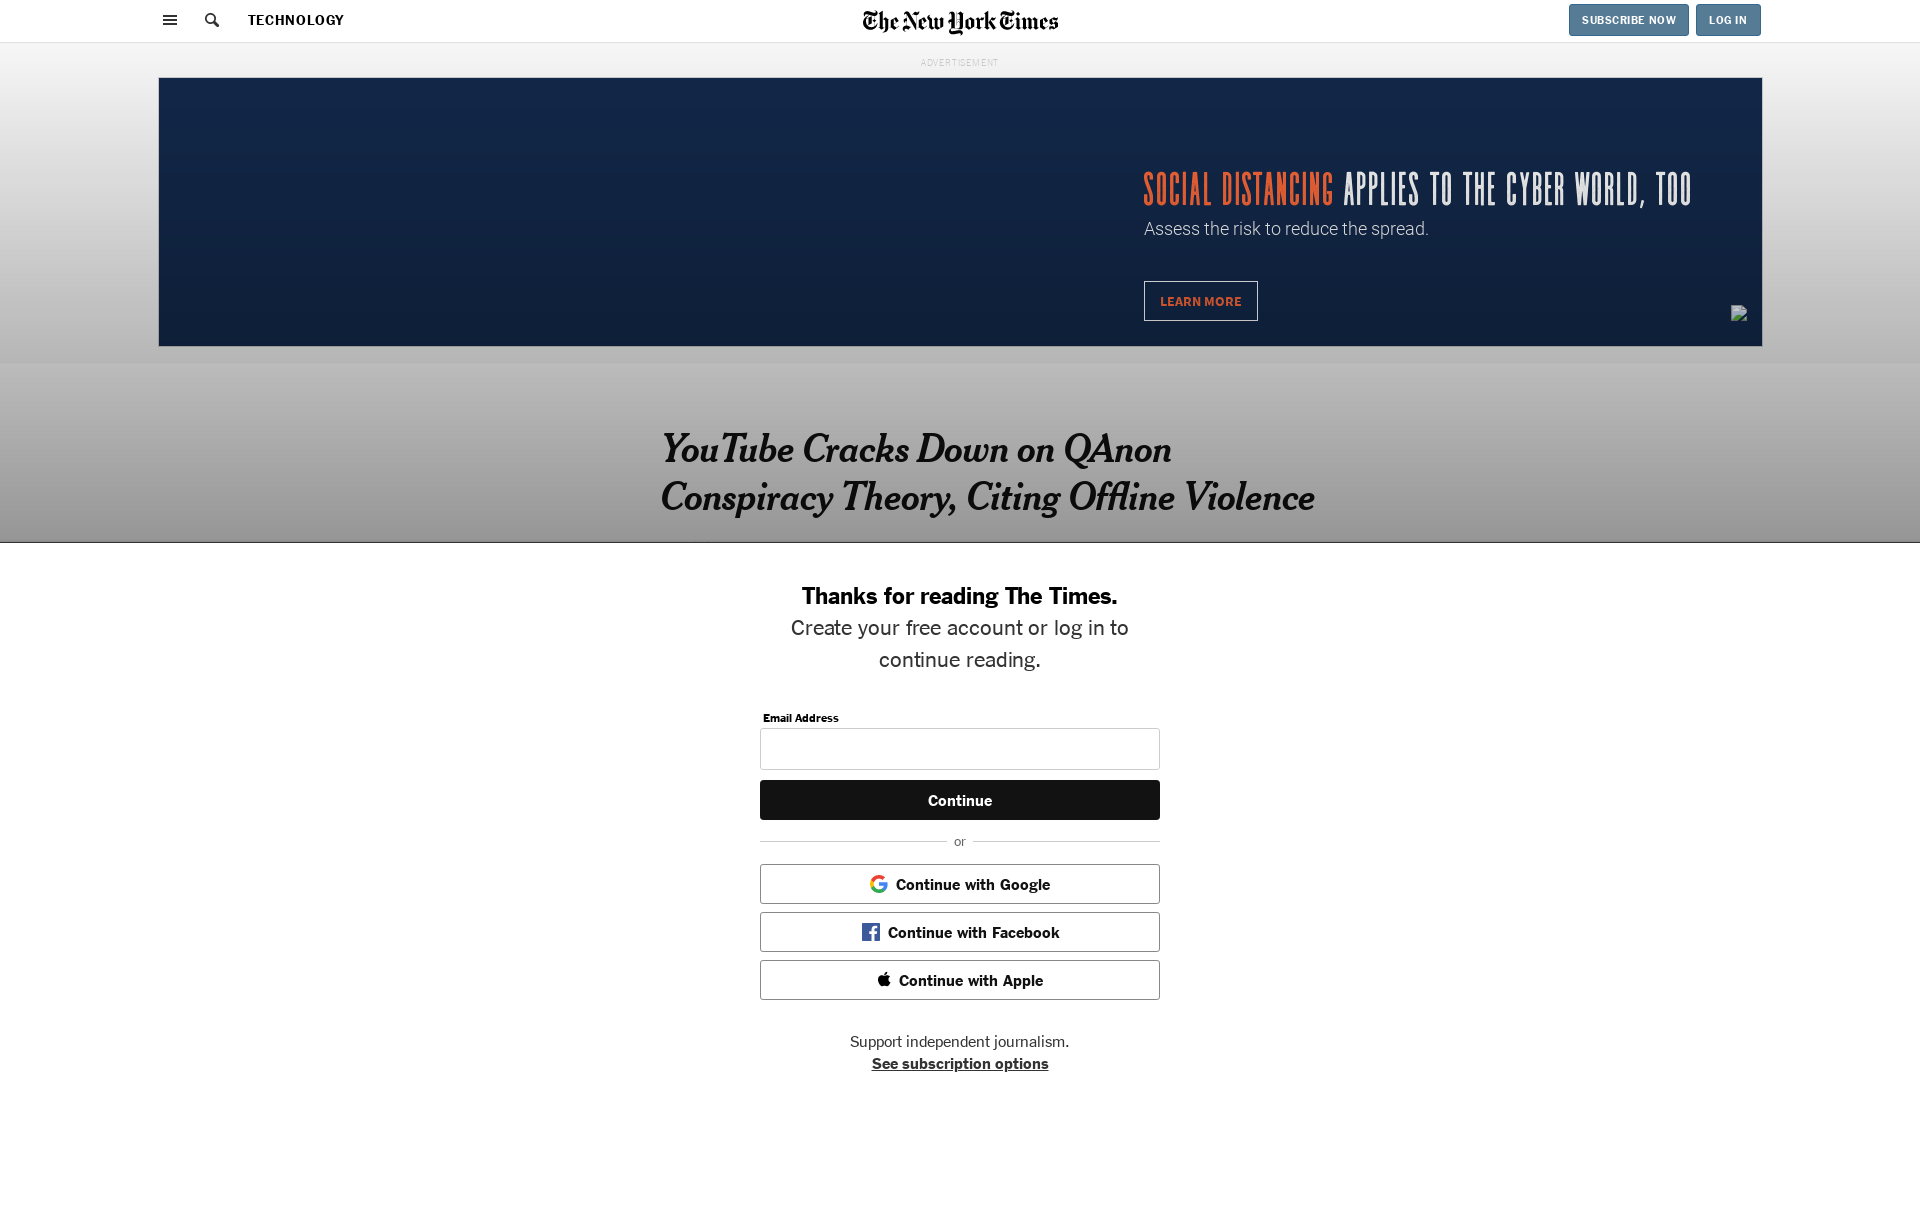 TECHNOLOGY
The New York Times
SUBSCRIBE NOW
LOG IN
ADVERTISEMENT
SOCIAL DISTANCING APPLIES TO THE CYBER WORLD, TOO
Assess the risk to reduce the spread.
LEARN MORE
YouTube Cracks Down on QAnon
Conspiracy Theory, Citing Offline Violence
Thanks for reading The Times.
Create your free account or log in to
continue reading.
Email Address
Continue
or
Continue with Google
Continue with Facebook
Continue with Apple
Support independent journalism.
See subscription options